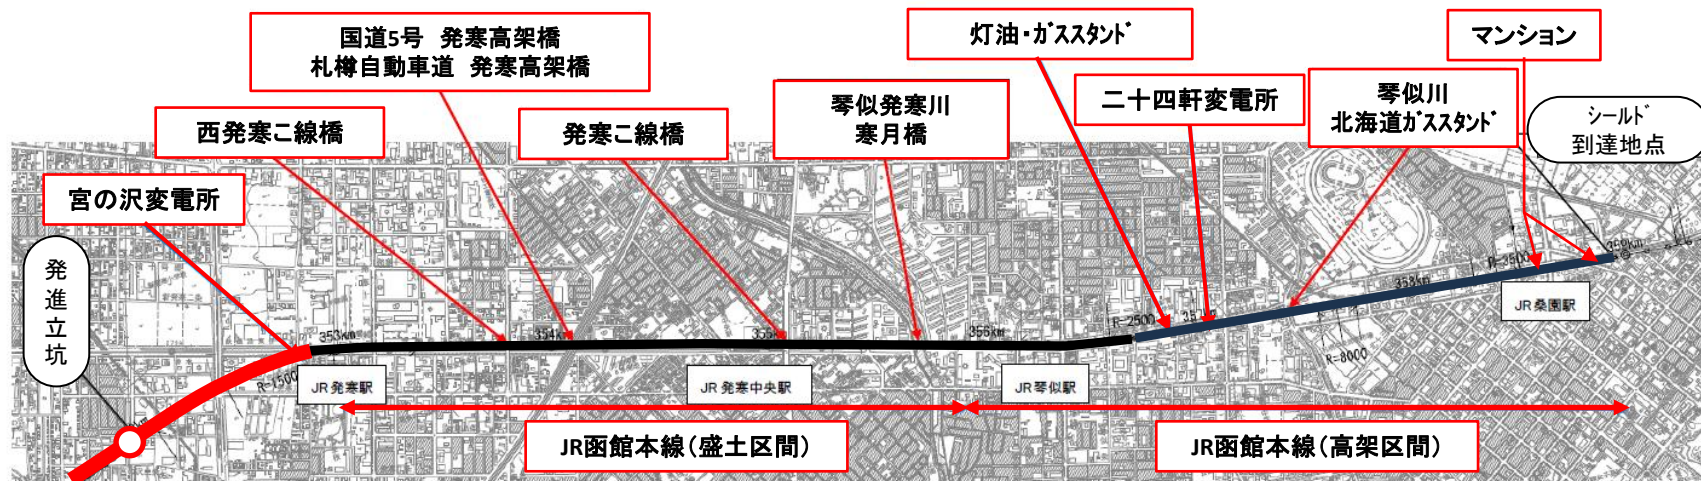 国道5号 発寒高架橋
札樽自動車道 発寒高架橋
灯油・ガススタンド
マンション
西発寒こ線橋
発寒こ線橋
琴似発寒川
寒月橋
二十四軒変電所
琴似川
北海道ガススタンド
シールド
到達地点
宮の沢変電所
発進立坑
353km
354k
356km
358km
359km
R=1500
R=2500
R=8000
R=3500
JR発寒駅
JR発寒中央駅
JR琴似駅
JR桑園駅
JR函館本線(盛土区間)
JR函館本線(高架区間)